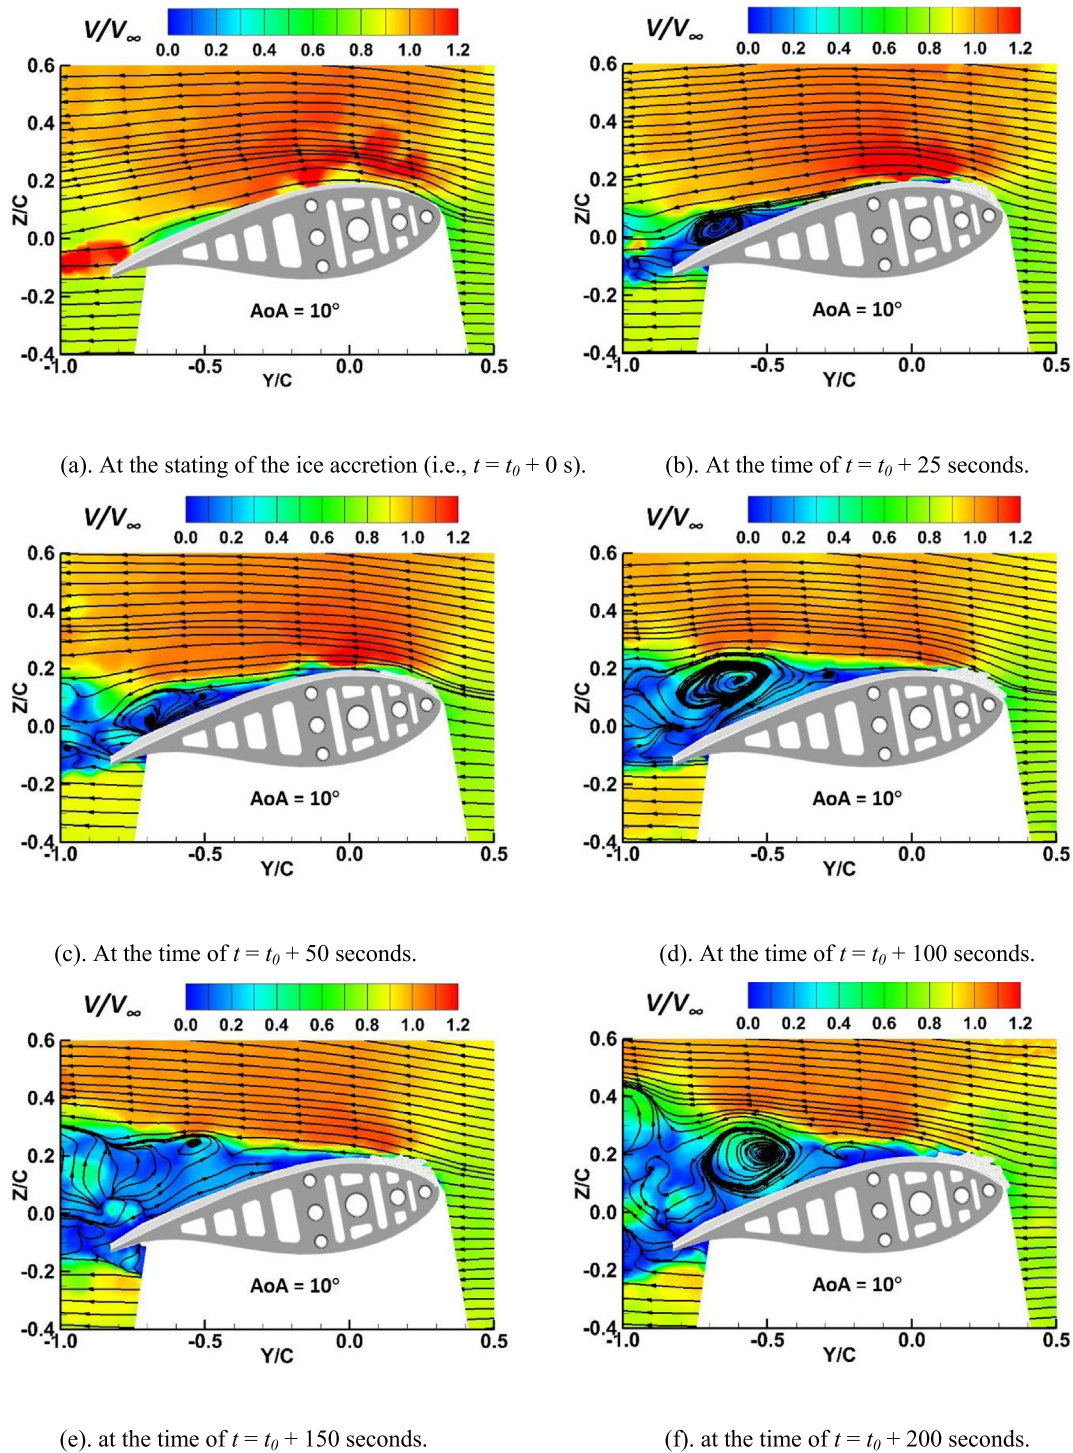 V/V∞
0.0 0.4 0.8 1.2
0.2 0.6 1.0
0.6
0.4
0.2
0.0
-0.2
-0.4
Z/C
AoA = 10°
-1.0 -0.5 0.0 0.5
Y/C
V/V∞
0.0 0.4 0.8 1.2
0.2 0.6 1.0
0.6
0.4
0.2
0.0
-0.2
-0.4
Z/C
AoA = 10°
-1.0 -0.5 0.0 0.5
Y/C
(a). At the stating of the ice accretion (i.e., t = t0 + 0 s).
(b). At the time of t = t0 + 25 seconds.
V/V∞
0.0 0.2 0.4 0.6 0.8 1.0 1.2
0.6
0.4
0.2
0.0
-0.2
-0.4
Z/C
AoA = 10°
-1.0 -0.5 0.0 0.5
Y/C
V/V∞
0.0 0.2 0.4 0.6 0.8 1.0 1.2
0.6
0.4
0.2
0.0
-0.2
-0.4
Z/C
AoA = 10°
-1.0 -0.5 0.0 0.5
Y/C
(c). At the time of t = t0 + 50 seconds.
(d). At the time of t = t0 + 100 seconds.
V/V∞
0.0 0.2 0.4 0.6 0.8 1.0 1.2
0.6
0.4
0.2
0.0
-0.2
-0.4
Z/C
AoA = 10°
-1.0 -0.5 0.0 0.5
Y/C
V/V∞
0.0 0.2 0.4 0.6 0.8 1.0 1.2
0.6
0.4
0.2
0.0
-0.2
-0.4
Z/C
AoA = 10°
-1.0 -0.5 0.0 0.5
Y/C
(e). at the time of t = t0 + 150 seconds.
(f). at the time of t = t0 + 200 seconds.